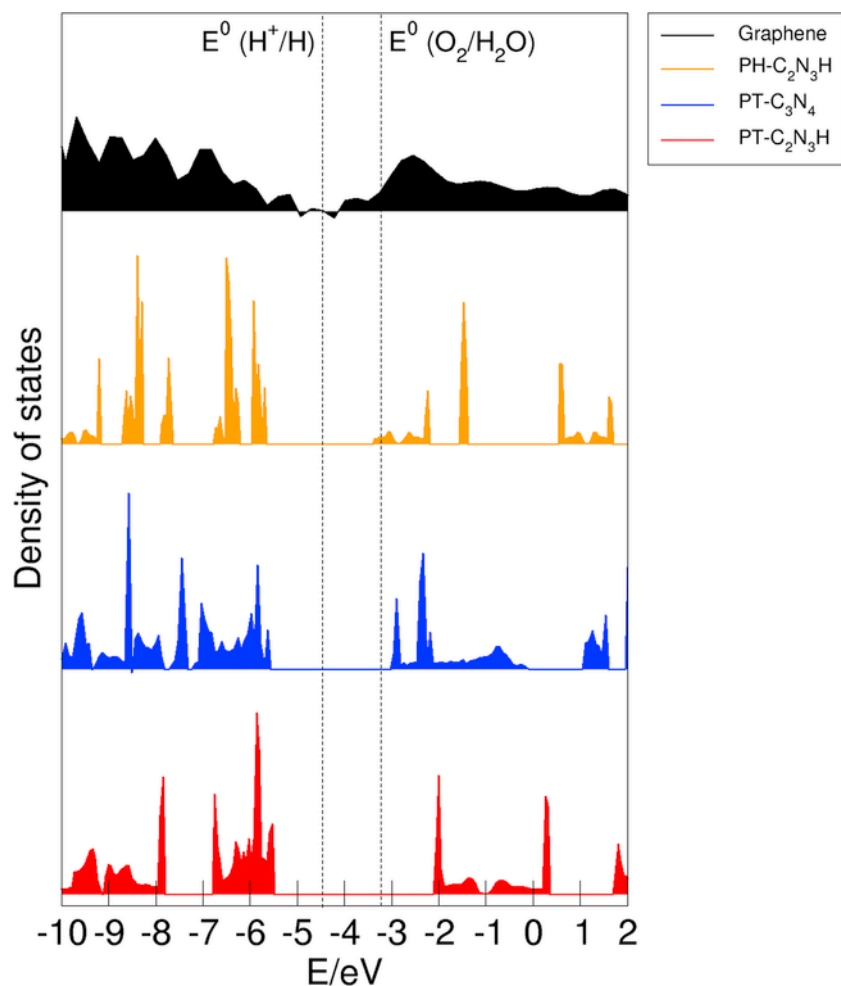 E⁰ (H⁺/H) E⁰ (O₂/H₂O)
Graphene
PH-C₂N₃H
PT-C₃N₄
PT-C₂N₃H
Density of states
-10 -9 -8 -7 -6 -5 -4 -3 -2 -1 0 1 2
E/eV